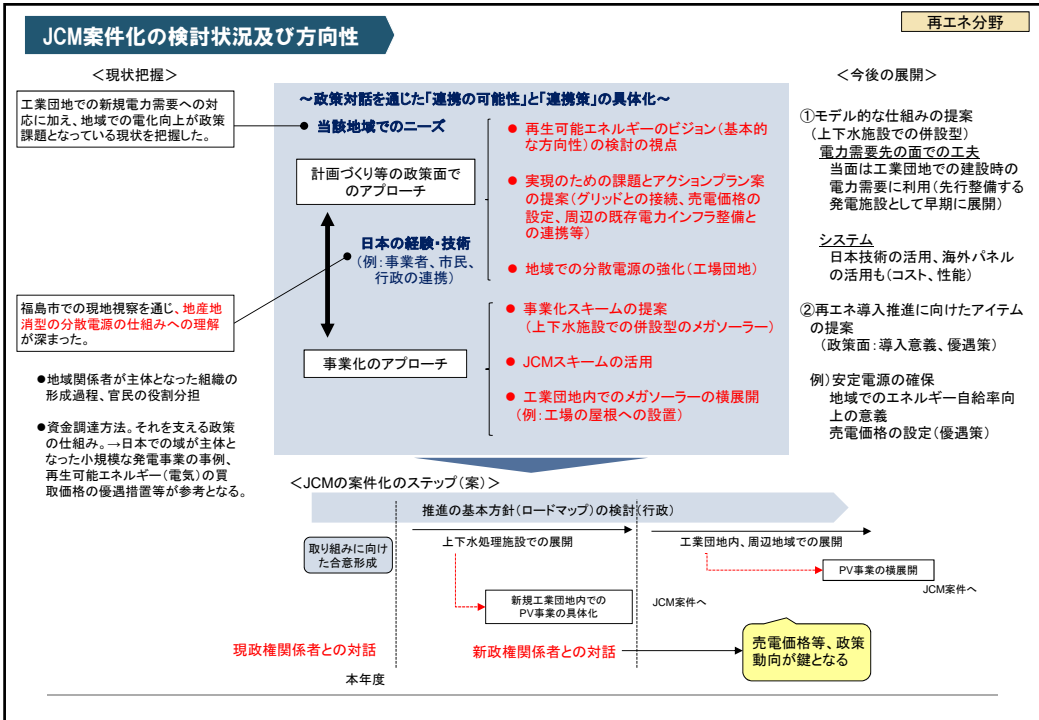 JCM案件化の検討状況及び方向性
再エネ分野
＜現状把握＞
工業団地での新規電力需要への対
応に加え、地域での電化向上が政策
課題となっている現状を把握した。
福島市での現地視察を通じ、地産地
消型の分散電源の仕組みへの理解
が深まった。
●地域関係者が主体となった組織の
形成過程、官民の役割分担
●資金調達方法。それを支える政策
の仕組み。→日本での域が主体と
なった小規模な発電事業の事例、
再生可能エネルギー(電気)の買
取価格の優遇措置等が参考となる。
～政策対話を通じた「連携の可能性」と「連携策」の具体化～
● 当該地域でのニーズ
計画づくり等の政策面で
のアプローチ
● 日本の経験・技術
(例：事業者、市民、
行政の連携)
事業化のアプローチ
● 再生可能エネルギーのビジョン(基本的
な方向性)の検討の視点
● 実現のための課題とアクションプラン案
の提案(グリッドとの接続、売電価格の
設定、周辺の既存電力インフラ整備と
の連携等)
● 地域での分散電源の強化(工場団地)
● 事業化スキームの提案
(上下水施設での併設型のメガソーラー)
● JCMスキームの活用
● 工業団地内でのメガソーラーの横展開
(例：工場の屋根への設置)
＜今後の展開＞
①モデル的な仕組みの提案
(上下水施設での併設型)
電力需要先の面での工夫
当面は工業団地での建設時の
電力需要に利用(先行整備する
発電施設として早期に展開)
システム
日本技術の活用、海外パネル
の活用も(コスト、性能)
②再エネ導入推進に向けたアイテム
の提案
(政策面：導入意義、優遇策)
例)安定電源の確保
地域でのエネルギー自給率向
上の意義
売電価格の設定(優遇策)
＜JCMの案件化のステップ(案)＞
推進の基本方針(ロードマップ)の検討(行政)
取り組みに向け
た合意形成
上下水処理施設での展開
工業団地内、周辺地域での展開
PV事業の横展開
新規工業団地内での
PV事業の具体化
JCM案件へ
JCM案件へ
現政権関係者との対話
新政権関係者との対話
売電価格等、政策
動向が鍵となる
本年度